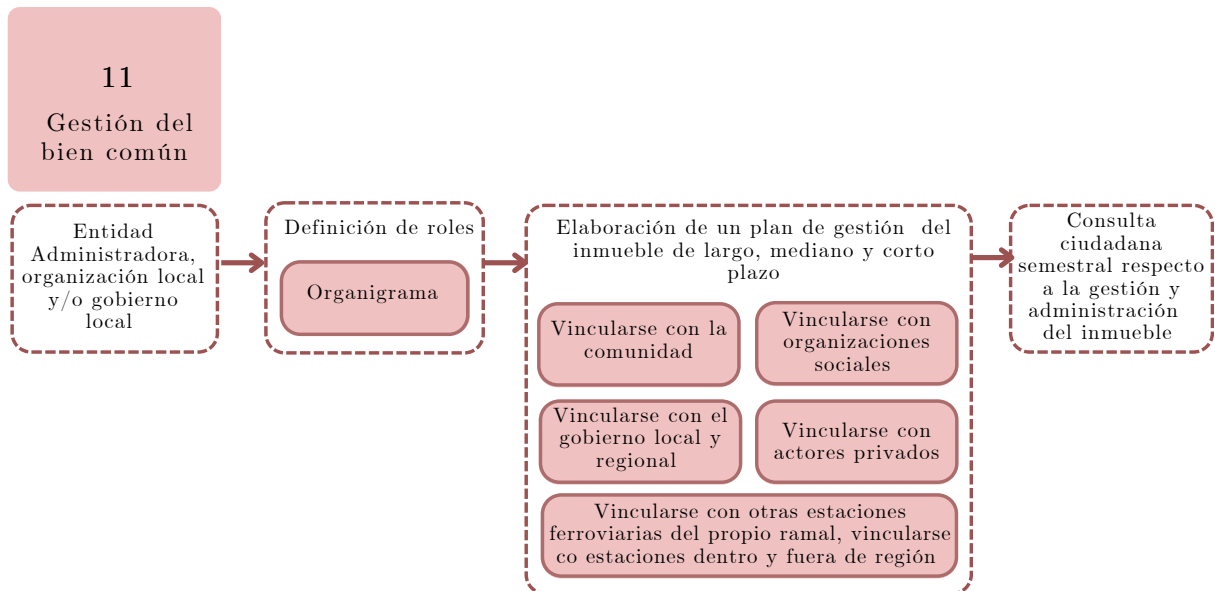 11
Gestión del
bien común
Entidad
Administradora,
organización local
y/o gobierno
local
Definición de roles
Organigrama
Elaboración de un plan de gestión del
inmueble de largo, mediano y corto
plazo
Vincularse con la
comunidad
Vincularse con
organizaciones
sociales
Vincularse con el
gobierno local y
regional
Vincularse con
actores privados
Vincularse con otras estaciones
ferroviarias del propio ramal, vincularse
co estaciones dentro y fuera de región
Consulta
ciudadana
semestral respecto
a la gestión y
administración
del inmueble